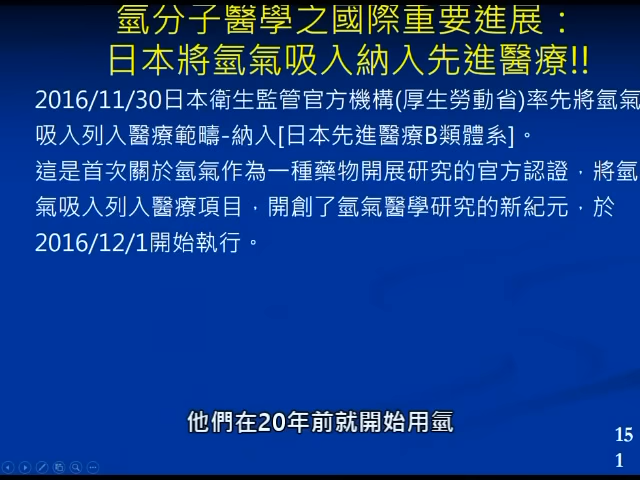 氫分子醫學之國際重要進展：
日本將氫氣吸入納入先進醫療!!
2016/11/30日本衛生監管官方機構(厚生勞動省)率先將氫氣
吸入列入醫療範疇-納入[日本先進醫療B類體系]。
這是首次關於氫氣作為一種藥物開展研究的官方認證，將氫
氣吸入列入醫療項目，開創了氫氣醫學研究的新紀元，於
2016/12/1開始執行。
他們在20年前就開始用氫
15
1